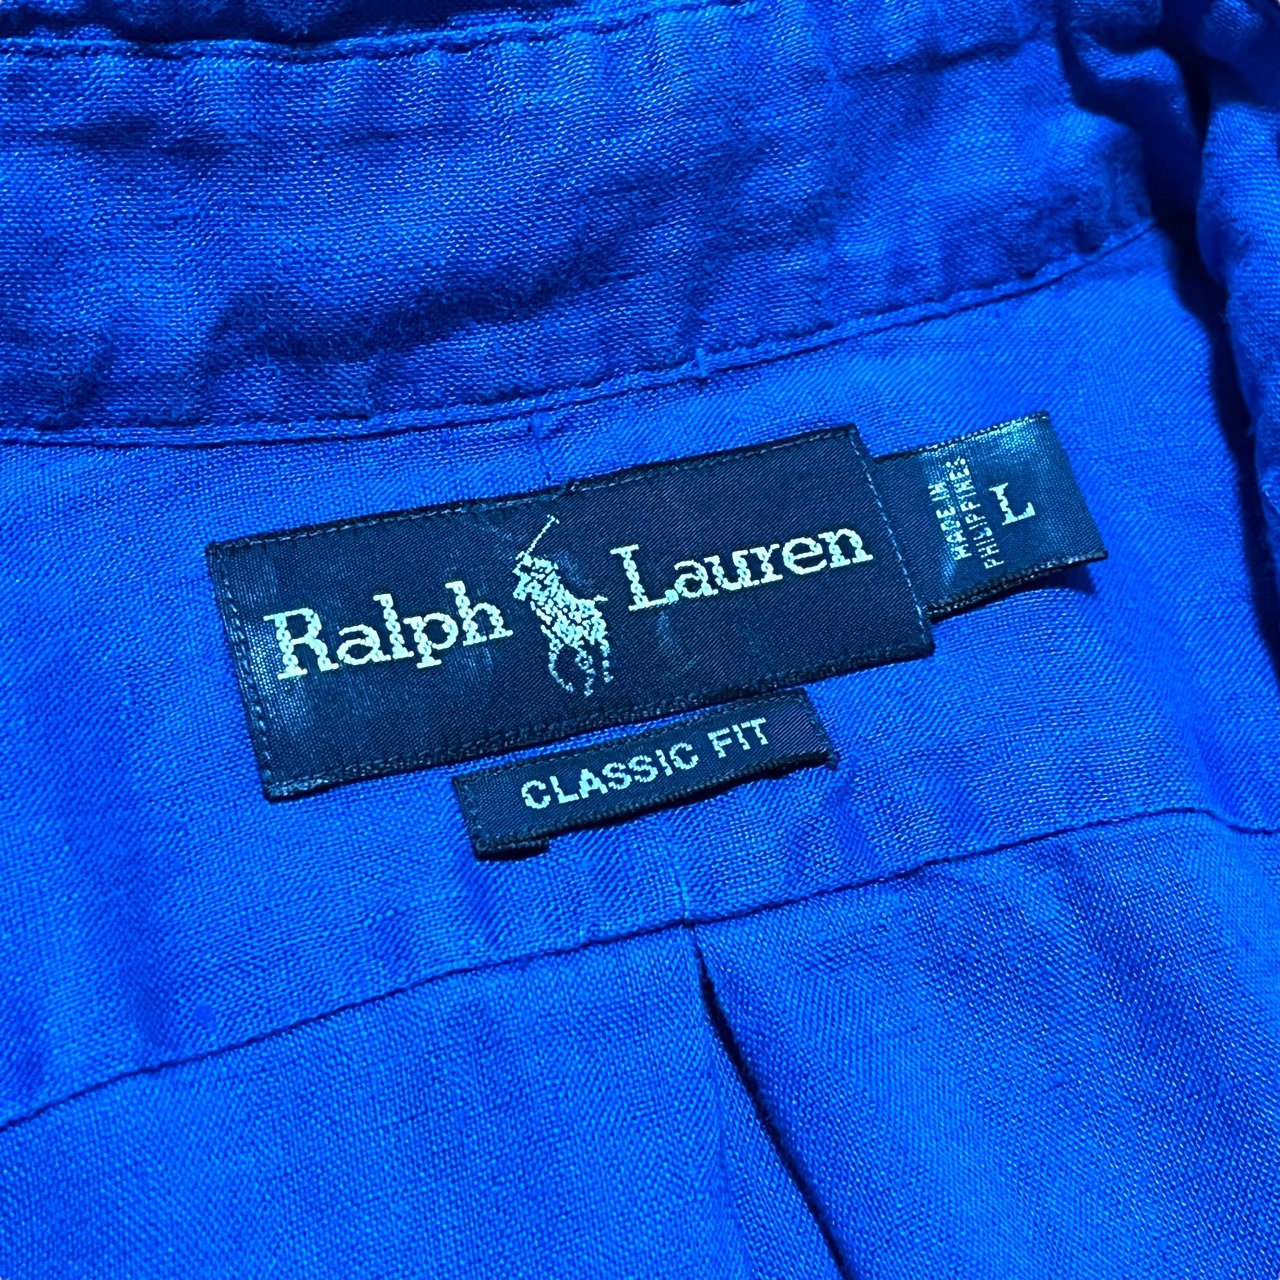 Ralph Lauren
MADE IN
PHILIPPINES
L
CLASSIC FIT